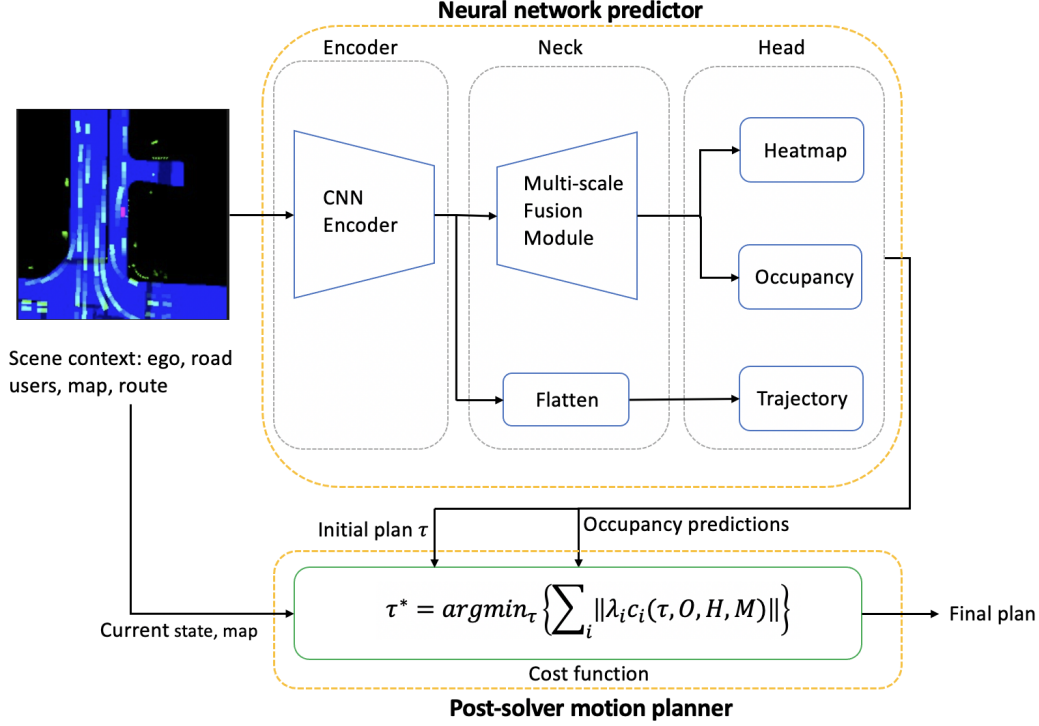 Neural network predictor
Encoder
Neck
Head
CNN
Encoder
Multi-scale
Fusion
Module
Heatmap
Occupancy
Flatten
Trajectory
Scene context: ego, road
users, map, route
Initial plan τ
Occupancy predictions
τ* = argmin_τ {∑_i ‖λ_i c_i(τ, O, H, M)‖}
Current state, map
Final plan
Cost function
Post-solver motion planner